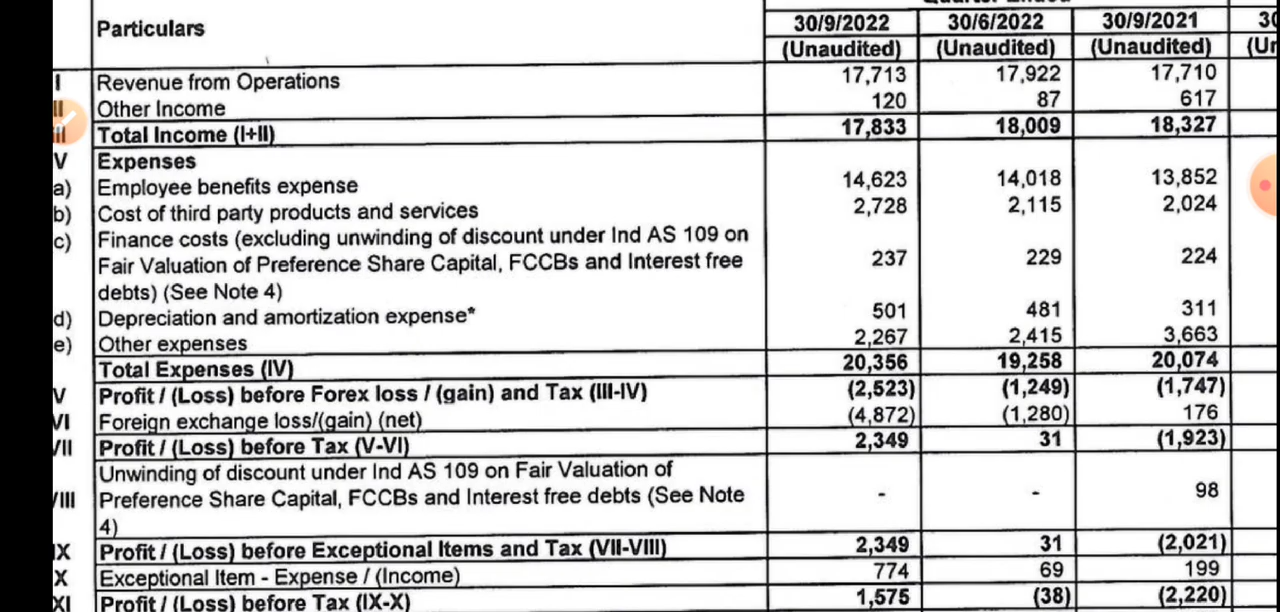 Particulars
30/9/2022 30/6/2022 30/9/2021
(Unaudited) (Unaudited) (Unaudited)
I Revenue from Operations 17,713 17,922 17,710
II Other Income 120 87 617
III Total Income (I+II) 17,833 18,009 18,327
V Expenses
a) Employee benefits expense 14,623 14,018 13,852
b) Cost of third party products and services 2,728 2,115 2,024
c) Finance costs (excluding unwinding of discount under Ind AS 109 on
Fair Valuation of Preference Share Capital, FCCBs and Interest free 237 229 224
debts) (See Note 4)
d) Depreciation and amortization expense* 501 481 311
e) Other expenses 2,267 2,415 3,663
Total Expenses (IV) 20,356 19,258 20,074
V Profit / (Loss) before Forex loss / (gain) and Tax (III-IV) (2,523) (1,249) (1,747)
VI Foreign exchange loss/(gain) (net) (4,872) (1,280) 176
VII Profit / (Loss) before Tax (V-VI) 2,349 31 (1,923)
Unwinding of discount under Ind AS 109 on Fair Valuation of
VIII Preference Share Capital, FCCBs and Interest free debts (See Note - - 98
4)
IX Profit / (Loss) before Exceptional Items and Tax (VII-VIII) 2,349 31 (2,021)
X Exceptional Item - Expense / (Income) 774 69 199
XI Profit / (Loss) before Tax (IX-X) 1,575 (38) (2,220)